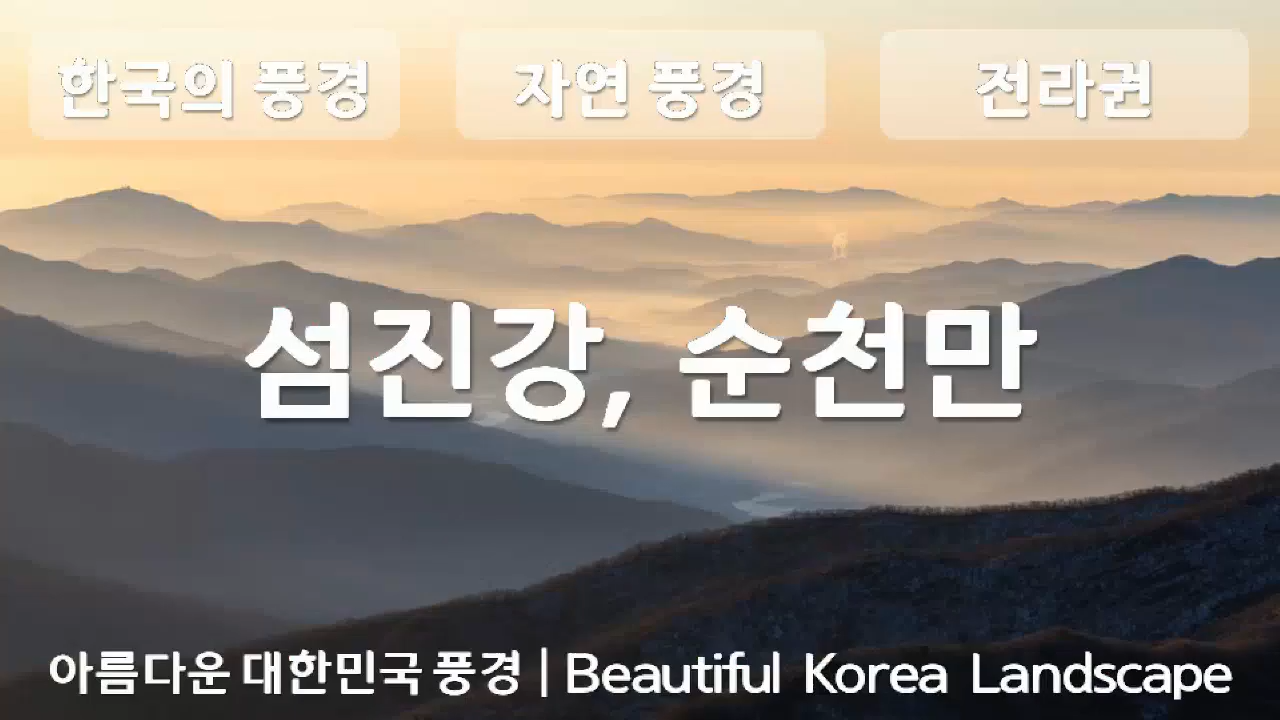 한국의 풍경
자연 풍경
전라권
섬진강, 순천만
아름다운 대한민국 풍경 | Beautiful Korea Landscape